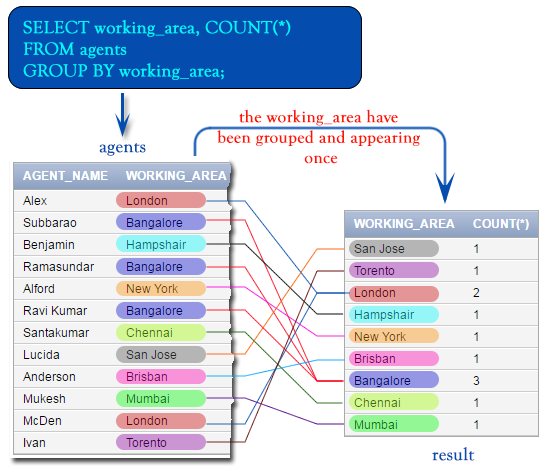 SELECT working_area, COUNT(*)
FROM agents
GROUP BY working_area;
the working_area have
been grouped and appearing
once
agents
AGENT_NAME WORKING_AREA
Alex London
Subbarao Bangalore
Benjamin Hampshair
Ramasundar Bangalore
Alford New York
Ravi Kumar Bangalore
Santakumar Chennai
Lucida San Jose
Anderson Brisban
Mukesh Mumbai
McDen London
Ivan Torento
WORKING_AREA COUNT(*)
San Jose 1
Torento 1
London 2
Hampshair 1
New York 1
Brisban 1
Bangalore 3
Chennai 1
Mumbai 1
result